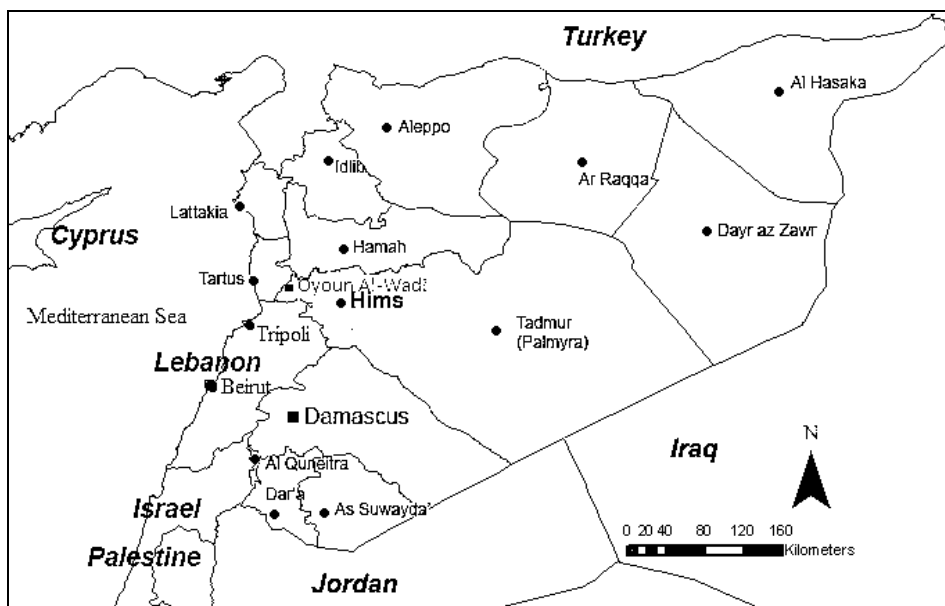 Turkey
Al Hasaka
Aleppo
Idlib
Ar Raqqa
Lattakia
Cyprus
Dayr az Zawr
Hamah
Tartus
Oyoun Al-Wadi
Hims
Mediterranean Sea
Tripoli
Tadmur
(Palmyra)
Lebanon
Beirut
Damascus
Iraq
N
Al Quneitra
Dar'a
Israel
As Suwayda'
Palestine
Jordan
0 20 40 80 120 160
Kilometers